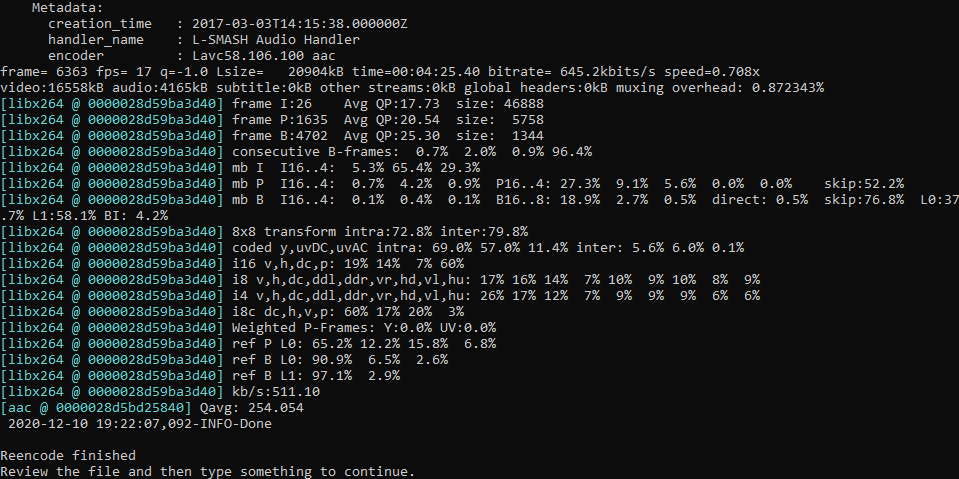 Metadata:
creation_time   : 2017-03-03T14:15:38.000000Z
handler_name    : L-SMASH Audio Handler
encoder         : Lavc58.106.100 aac
frame= 6363 fps= 17 q=-1.0 Lsize=   20904kB time=00:04:25.40 bitrate= 645.2kbits/s speed=0.708x
video:16558kB audio:4165kB subtitle:0kB other streams:0kB global headers:0kB muxing overhead: 0.872343%
[libx264 @ 0000028d59ba3d40] frame I:26    Avg QP:17.73  size: 46888
[libx264 @ 0000028d59ba3d40] frame P:1635  Avg QP:20.54  size:  5758
[libx264 @ 0000028d59ba3d40] frame B:4702  Avg QP:25.30  size:  1344
[libx264 @ 0000028d59ba3d40] consecutive B-frames:  0.7%  2.0%  0.9% 96.4%
[libx264 @ 0000028d59ba3d40] mb I  I16..4:  5.3% 65.4% 29.3%
[libx264 @ 0000028d59ba3d40] mb P  I16..4:  0.7%  4.2%  0.9%  P16..4: 27.3%  9.1%  5.6%  0.0%  0.0%    skip:52.2%
[libx264 @ 0000028d59ba3d40] mb B  I16..4:  0.1%  0.4%  0.1%  B16..8: 18.9%  2.7%  0.5%  direct: 0.5%  skip:76.8%  L0:37
.7% L1:58.1% BI: 4.2%
[libx264 @ 0000028d59ba3d40] 8x8 transform intra:72.8% inter:79.8%
[libx264 @ 0000028d59ba3d40] coded y,uvDC,uvAC intra: 69.0% 57.0% 11.4% inter: 5.6% 6.0% 0.1%
[libx264 @ 0000028d59ba3d40] i16 v,h,dc,p: 19% 14%  7% 60%
[libx264 @ 0000028d59ba3d40] i8 v,h,dc,ddl,ddr,vr,hd,vl,hu: 17% 16% 14%  7% 10%  9% 10%  8%  9%
[libx264 @ 0000028d59ba3d40] i4 v,h,dc,ddl,ddr,vr,hd,vl,hu: 26% 17% 12%  7%  9%  9%  9%  6%  6%
[libx264 @ 0000028d59ba3d40] i8c dc,h,v,p: 60% 17% 20%  3%
[libx264 @ 0000028d59ba3d40] Weighted P-Frames: Y:0.0% UV:0.0%
[libx264 @ 0000028d59ba3d40] ref P L0: 65.2% 12.2% 15.8%  6.8%
[libx264 @ 0000028d59ba3d40] ref B L0: 90.9%  6.5%  2.6%
[libx264 @ 0000028d59ba3d40] ref B L1: 97.1%  2.9%
[libx264 @ 0000028d59ba3d40] kb/s:511.10
[aac @ 0000028d5bd25840] Qavg: 254.054
2020-12-10 19:22:07,092-INFO-Done
Reencode finished
Review the file and then type something to continue.